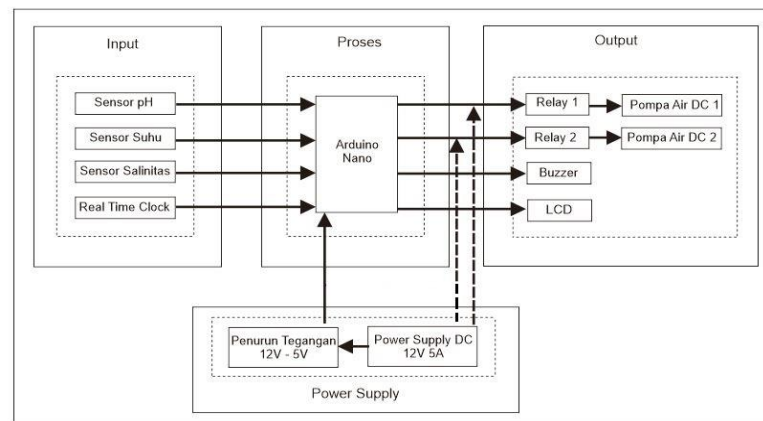 Input
Proses
Output
Sensor pH
Sensor Suhu
Sensor Salinitas
Real Time Clock
Arduino
Nano
Relay 1
Pompa Air DC 1
Relay 2
Pompa Air DC 2
Buzzer
LCD
Penurun Tegangan
12V - 5V
Power Supply DC
12V 5A
Power Supply